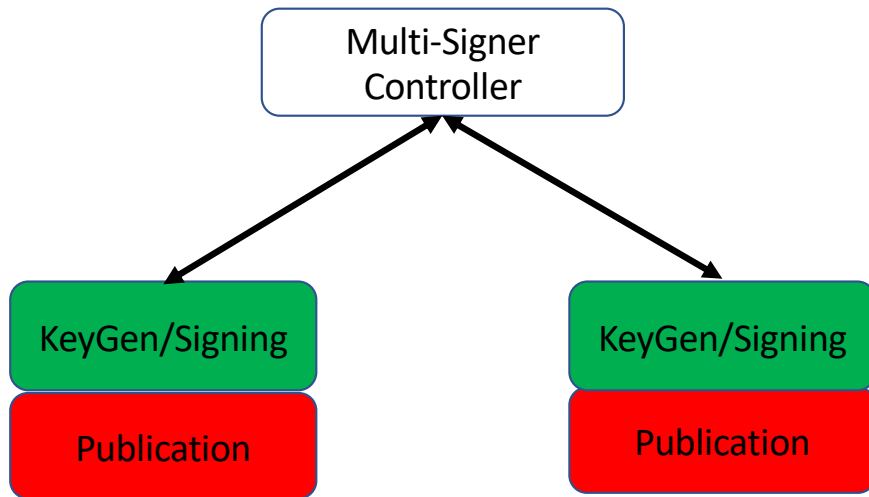 Multi-Signer
Controller
KeyGen/Signing
KeyGen/Signing
Publication
Publication